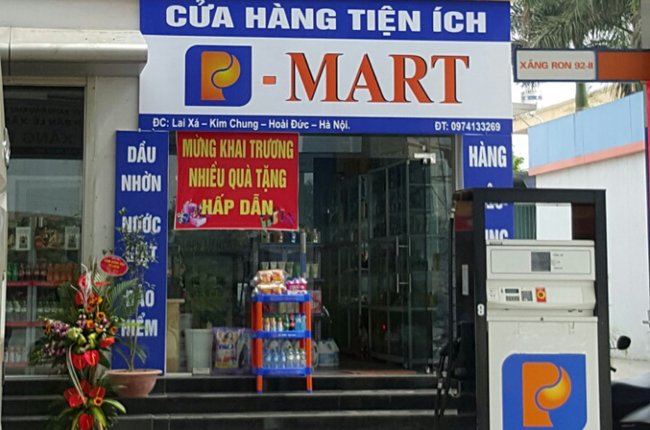 CỬA HÀNG TIỆN ÍCH
P - MART
ĐC: Lai Xá – Kim Chung – Hoài Đức – Hà Nội. ĐT: 0974133269
XĂNG RON 92-II
MỪNG KHAI TRƯƠNG
NHIỀU QUÀ TẶNG
HẤP DẪN
DẦU
NHỜN
NƯỚC
BẢO
HIỂM
HÀNG
P